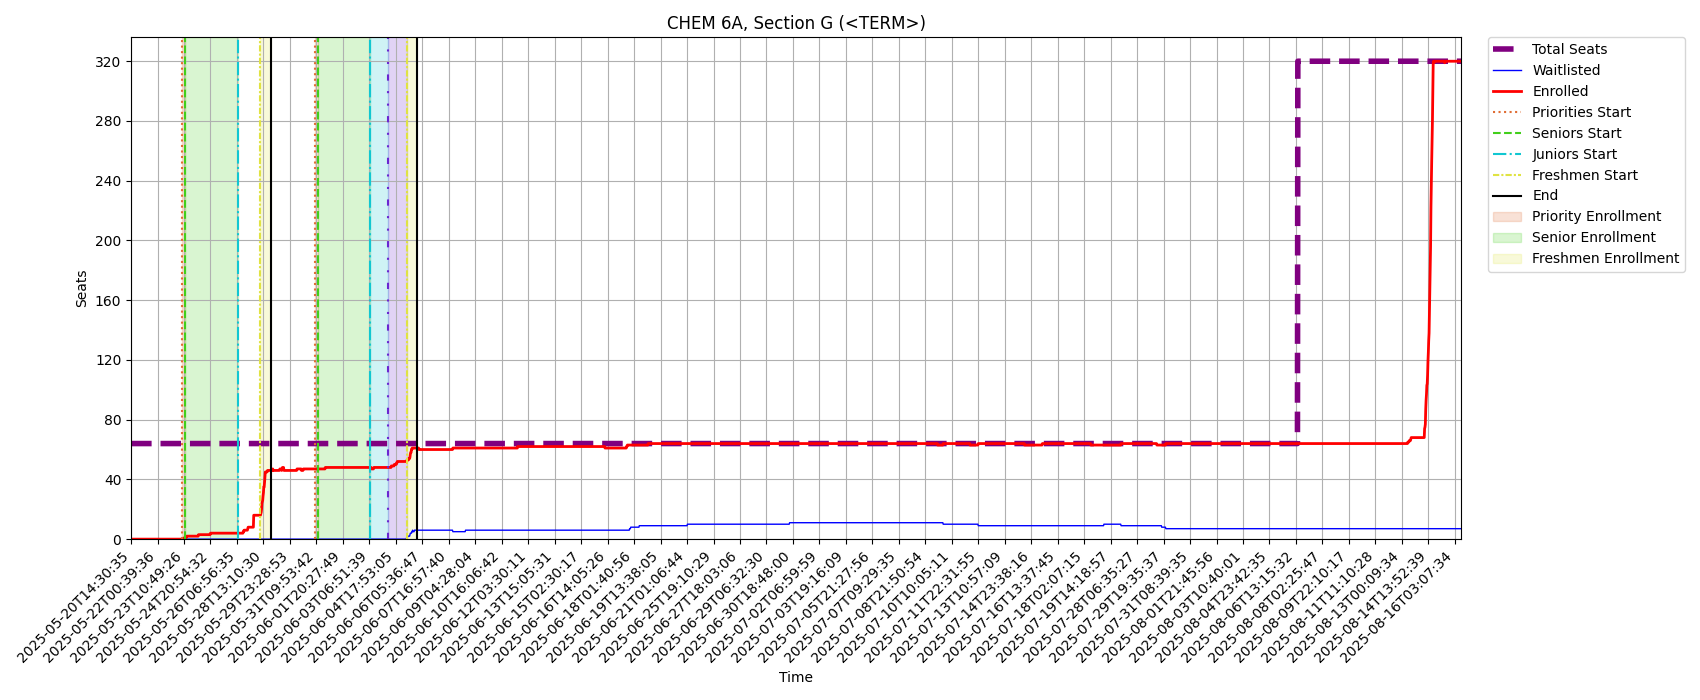 CHEM 6A, Section G (<TERM>)
Seats
320
280
240
200
160
120
80
40
0
2025-05-20T14:30:35
2025-05-22T00:39:36
2025-05-23T10:49:26
2025-05-24T20:54:32
2025-05-26T06:56:35
2025-05-28T13:10:30
2025-05-29T23:28:53
2025-05-31T09:53:42
2025-06-01T20:27:49
2025-06-03T06:51:39
2025-06-04T17:53:05
2025-06-06T05:36:47
2025-06-07T16:57:40
2025-06-09T04:28:04
2025-06-10T16:06:42
2025-06-12T03:30:11
2025-06-13T15:05:31
2025-06-15T02:30:17
2025-06-16T14:05:26
2025-06-18T01:40:56
2025-06-19T13:38:05
2025-06-21T01:06:44
2025-06-25T19:10:29
2025-06-27T18:03:06
2025-06-29T06:32:30
2025-06-30T18:48:00
2025-07-02T06:59:59
2025-07-03T19:16:09
2025-07-05T21:27:56
2025-07-07T09:29:35
2025-07-08T21:50:54
2025-07-10T10:05:11
2025-07-11T22:31:55
2025-07-13T10:57:09
2025-07-14T23:38:16
2025-07-16T13:37:45
2025-07-18T02:07:15
2025-07-19T14:18:57
2025-07-28T06:35:27
2025-07-29T19:35:37
2025-07-31T08:39:35
2025-08-01T21:45:56
2025-08-03T10:40:01
2025-08-04T23:42:35
2025-08-06T13:15:32
2025-08-08T02:25:47
2025-08-09T22:10:17
2025-08-11T11:10:28
2025-08-13T00:09:34
2025-08-14T13:52:39
2025-08-16T03:07:34
Time
Total Seats
Waitlisted
Enrolled
Priorities Start
Seniors Start
Juniors Start
Freshmen Start
End
Priority Enrollment
Senior Enrollment
Freshmen Enrollment